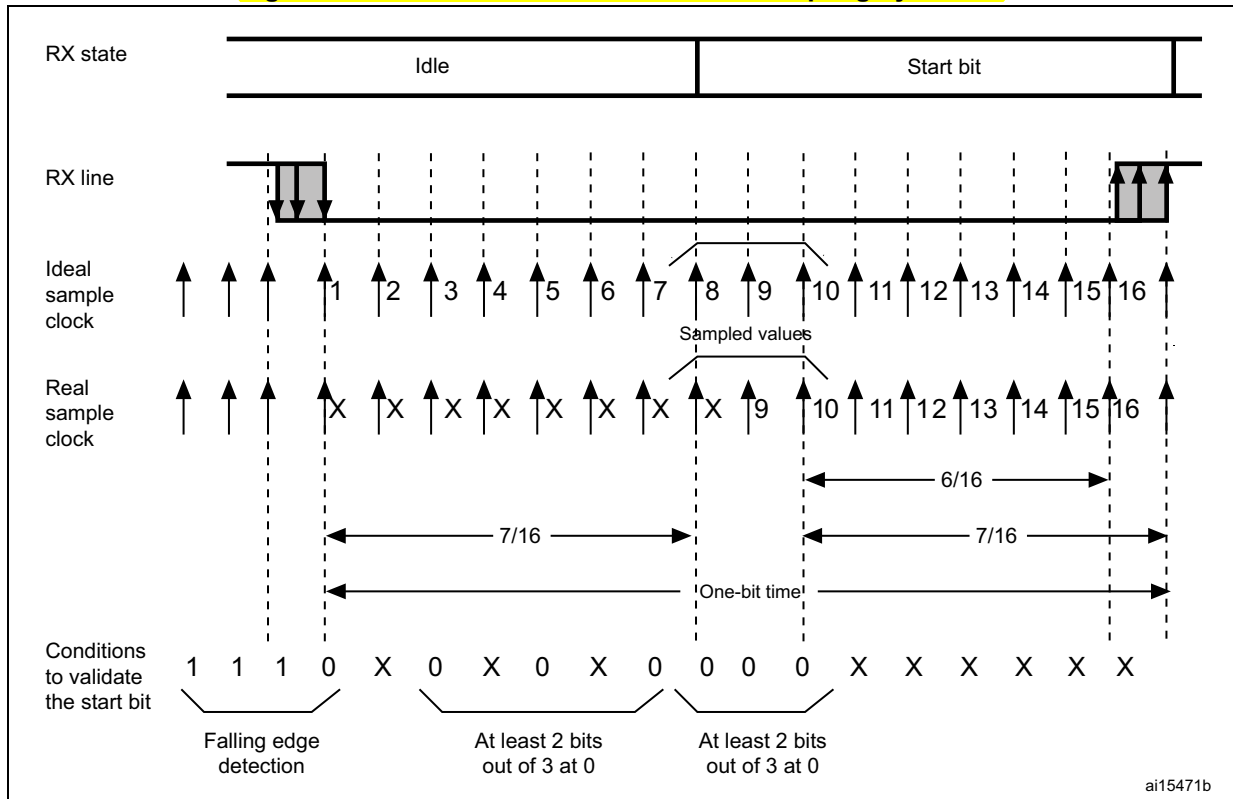 RX state
Idle
Start bit
RX line
Ideal
sample
clock
1 2 3 4 5 6 7 8 9 10 11 12 13 14 15 16
Sampled values
Real
sample
clock
X X X X X X X X 9 10 11 12 13 14 15 16
6/16
7/16
7/16
One-bit time
Conditions
to validate
the start bit
1 1 1 0 X 0 X 0 X 0 0 0 0 X X X X X X
Falling edge
detection
At least 2 bits
out of 3 at 0
At least 2 bits
out of 3 at 0
ai15471b